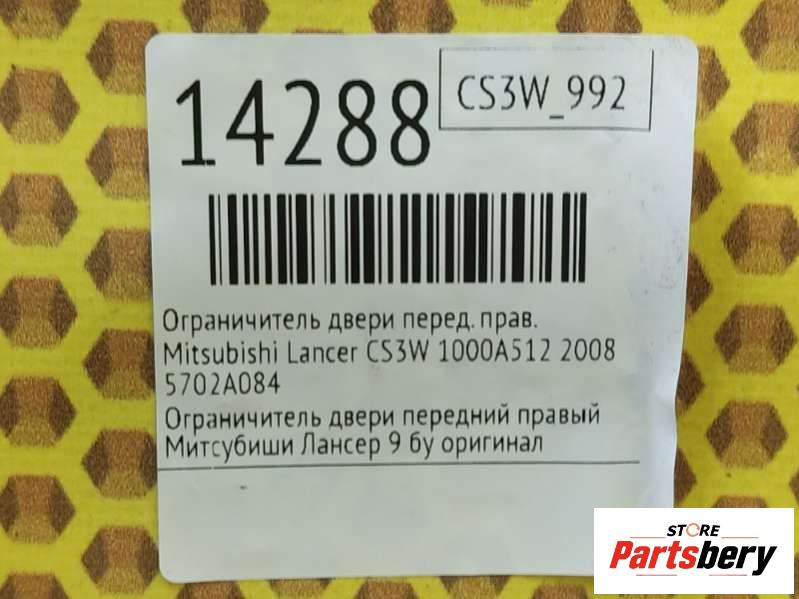 14288
CS3W_992
Ограничитель двери перед. прав.
Mitsubishi Lancer CS3W 1000A512 2008
5702A084
Ограничитель двери передний правый
Митсубиши Лансер 9 бу оригинал
STORE
Partsbery